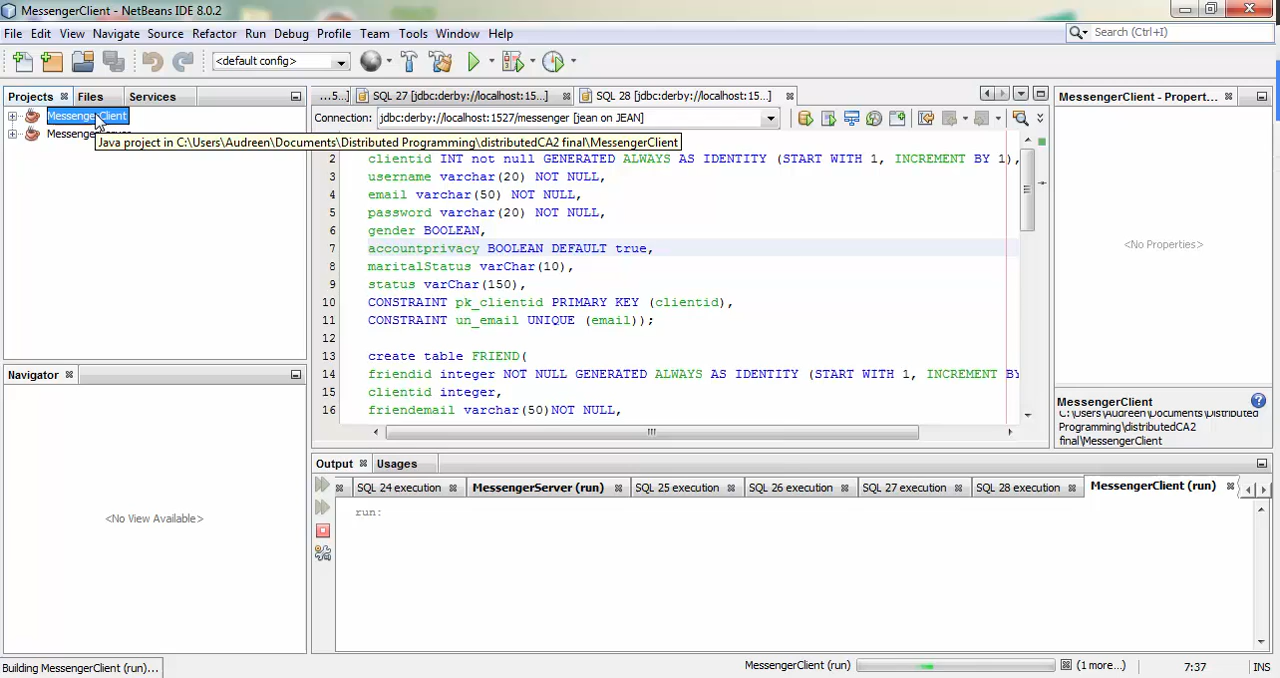 MessengerClient - NetBeans IDE 8.0.2
File Edit View Navigate Source Refactor Run Debug Profile Team Tools Window Help
Search (Ctrl+I)
<default config>
Projects Files Services
MessengerClient
Java project in C:\Users\Audreen\Documents\Distributed Programming\distributedCA2 final\MessengerClient
...5... SQL 27 [jdbc:derby://localhost:15...] SQL 28 [jdbc:derby://localhost:15...]
Connection: jdbc:derby://localhost:1527/messenger [jean on JEAN]
2 clientid INT not null GENERATED ALWAYS AS IDENTITY (START WITH 1, INCREMENT BY 1),
3 username varchar(20) NOT NULL,
4 email varchar(50) NOT NULL,
5 password varchar(20) NOT NULL,
6 gender BOOLEAN,
7 accountprivacy BOOLEAN DEFAULT true,
8 maritalStatus varChar(10),
9 status varChar(150),
10 CONSTRAINT pk_clientid PRIMARY KEY (clientid),
11 CONSTRAINT un_email UNIQUE (email));
12
13 create table FRIEND(
14 friendid integer NOT NULL GENERATED ALWAYS AS IDENTITY (START WITH 1, INCREMENT BY
15 clientid integer,
16 friendemail varchar(50)NOT NULL,
MessengerClient - Propert...
<No Properties>
MessengerClient
C:\Users\Audreen\Documents\Distributed
Programming\distributedCA2
final\MessengerClient
Navigator
<No View Available>
Output Usages
SQL 24 execution MessengerServer (run) SQL 25 execution SQL 26 execution SQL 27 execution SQL 28 execution MessengerClient (run)
run:
Building MessengerClient (run)...
MessengerClient (run) (1 more...) 7:37 INS